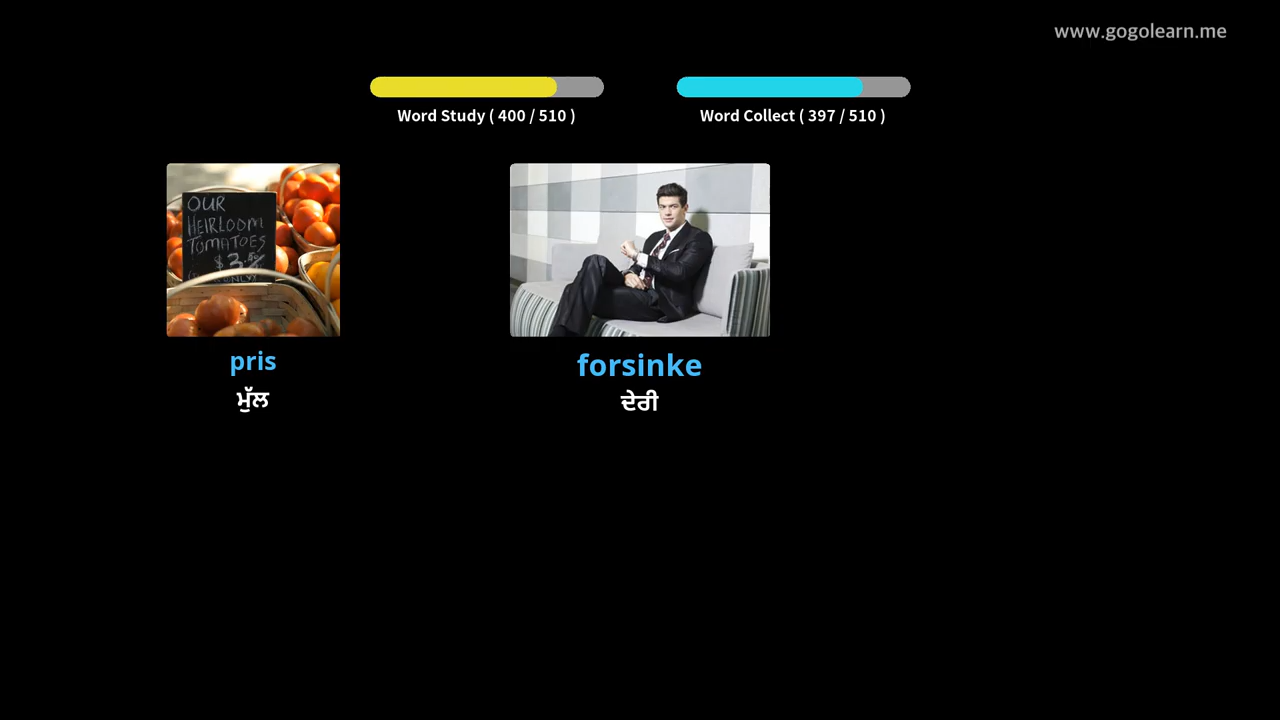 www.gogolearn.me
Word Study ( 400 / 510 )
Word Collect ( 397 / 510 )
OUR
HEIRLOOM
TOMATOES
pris
ਮੁੱਲ
forsinke
ਦੇਰੀ